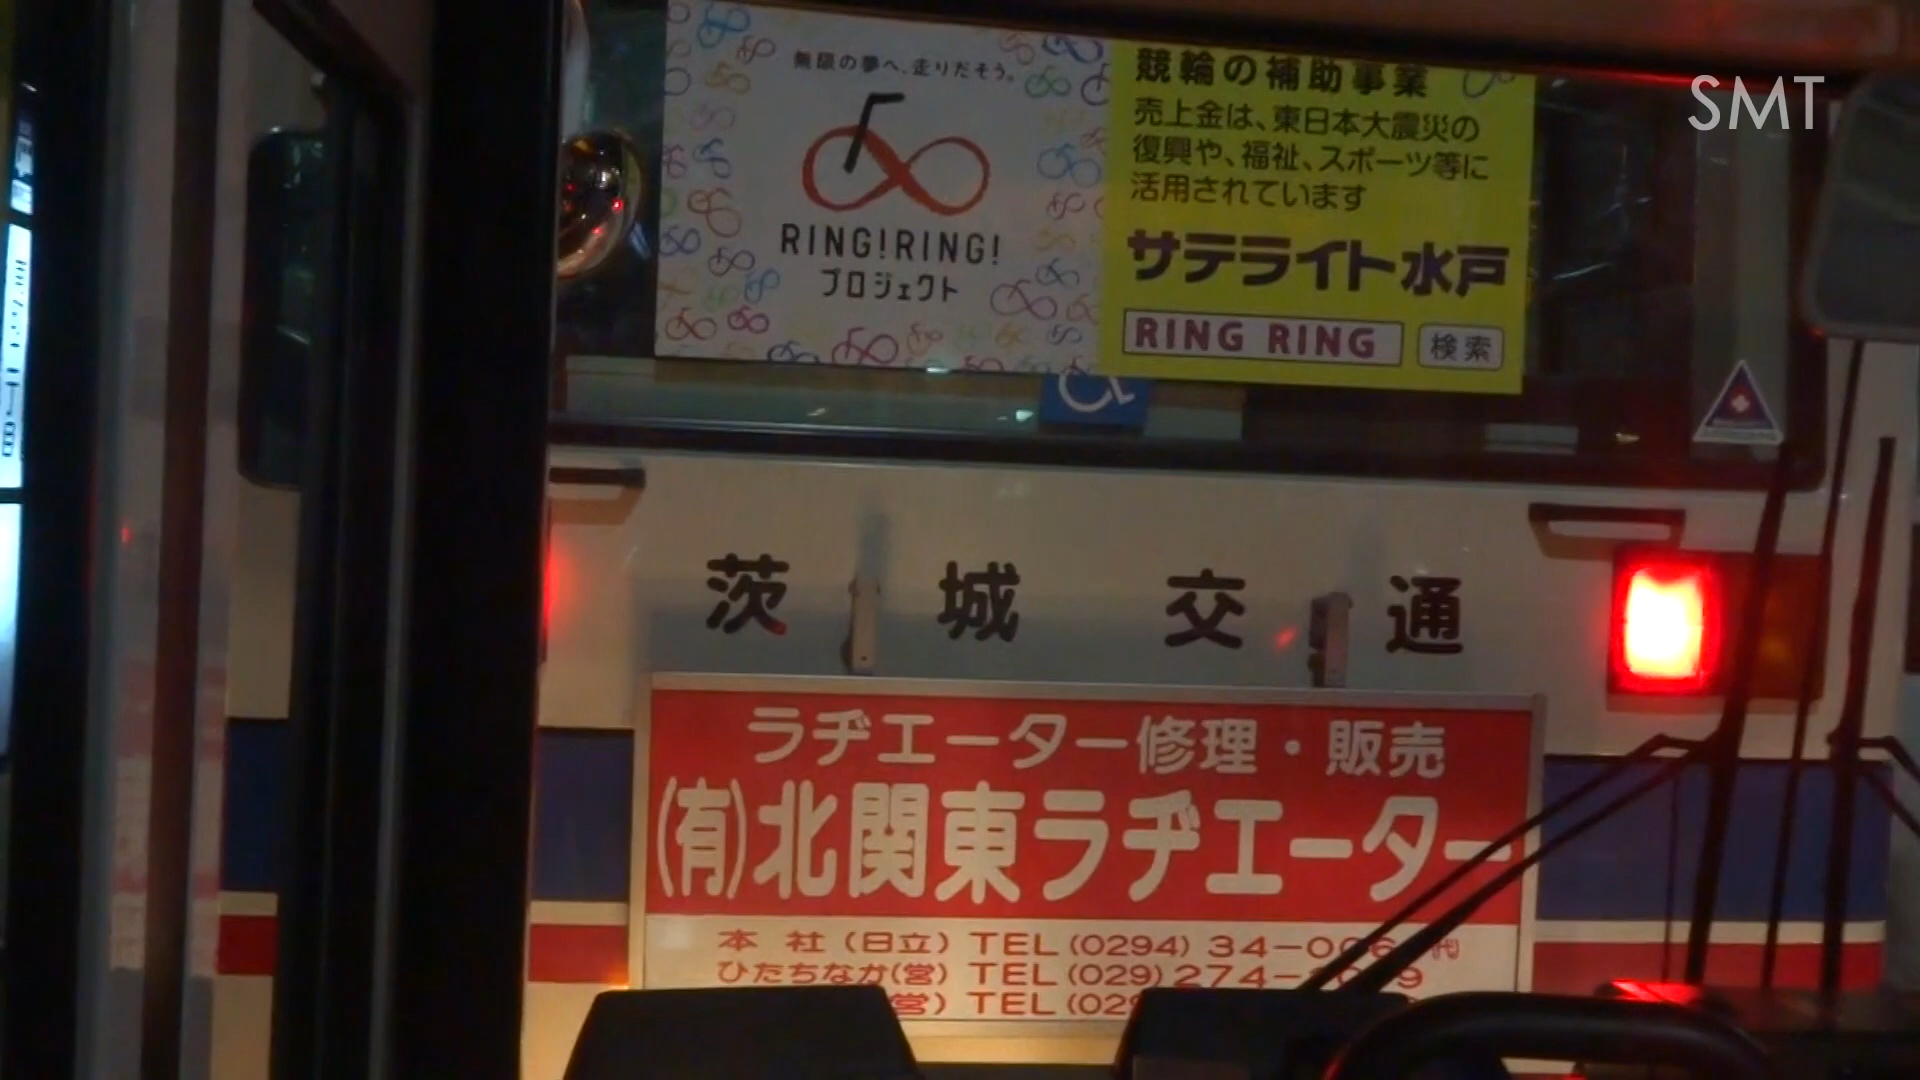 SMT
無限の夢へ、走りだそう。
RING!RING!
プロジェクト
競輪の補助事業
売上金は、東日本大震災の
復興や、福祉、スポーツ等に
活用されています
サテライト水戸
RING RING 検索
茨城交通
ラヂエーター修理・販売
(有)北関東ラヂエーター
本社(日立) TEL(0294)
ひたちなか(営) TEL(029)
営) TEL